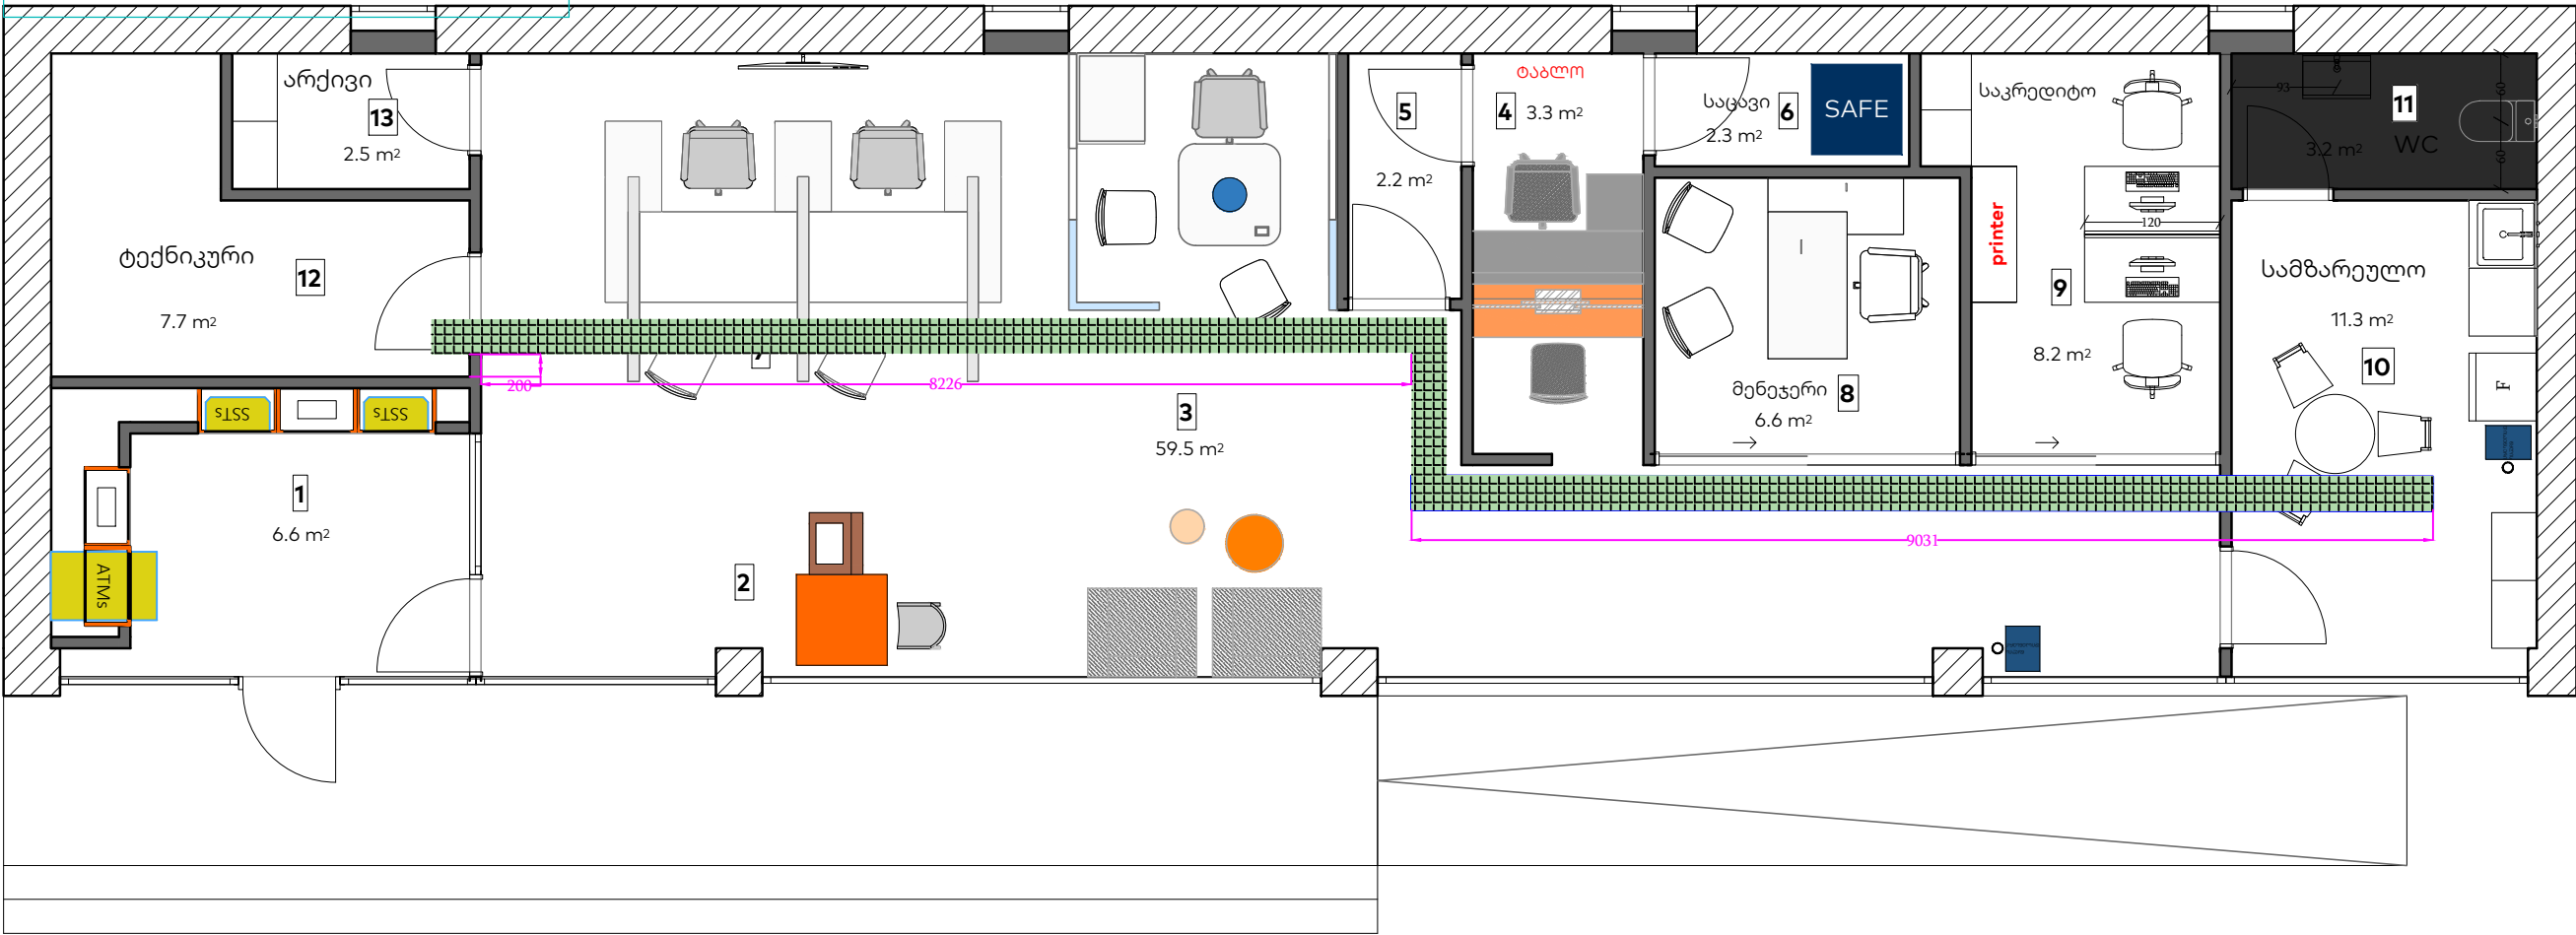 არქივი
13
2.5 m²
5
2.2 m²
ტაბლო
4
3.3 m²
საცავი
6
2.3 m²
SAFE
საკრედიტო
93
60
11
3.2 m²
WC
60
ტექნიკური
12
7.7 m²
printer
120
9
8.2 m²
სამზარეულო
11.3 m²
10
F
200
8226
მენეჯერი
8
6.6 m²
3
59.5 m²
SSTs
SSTs
1
6.6 m²
ATMs
2
9031